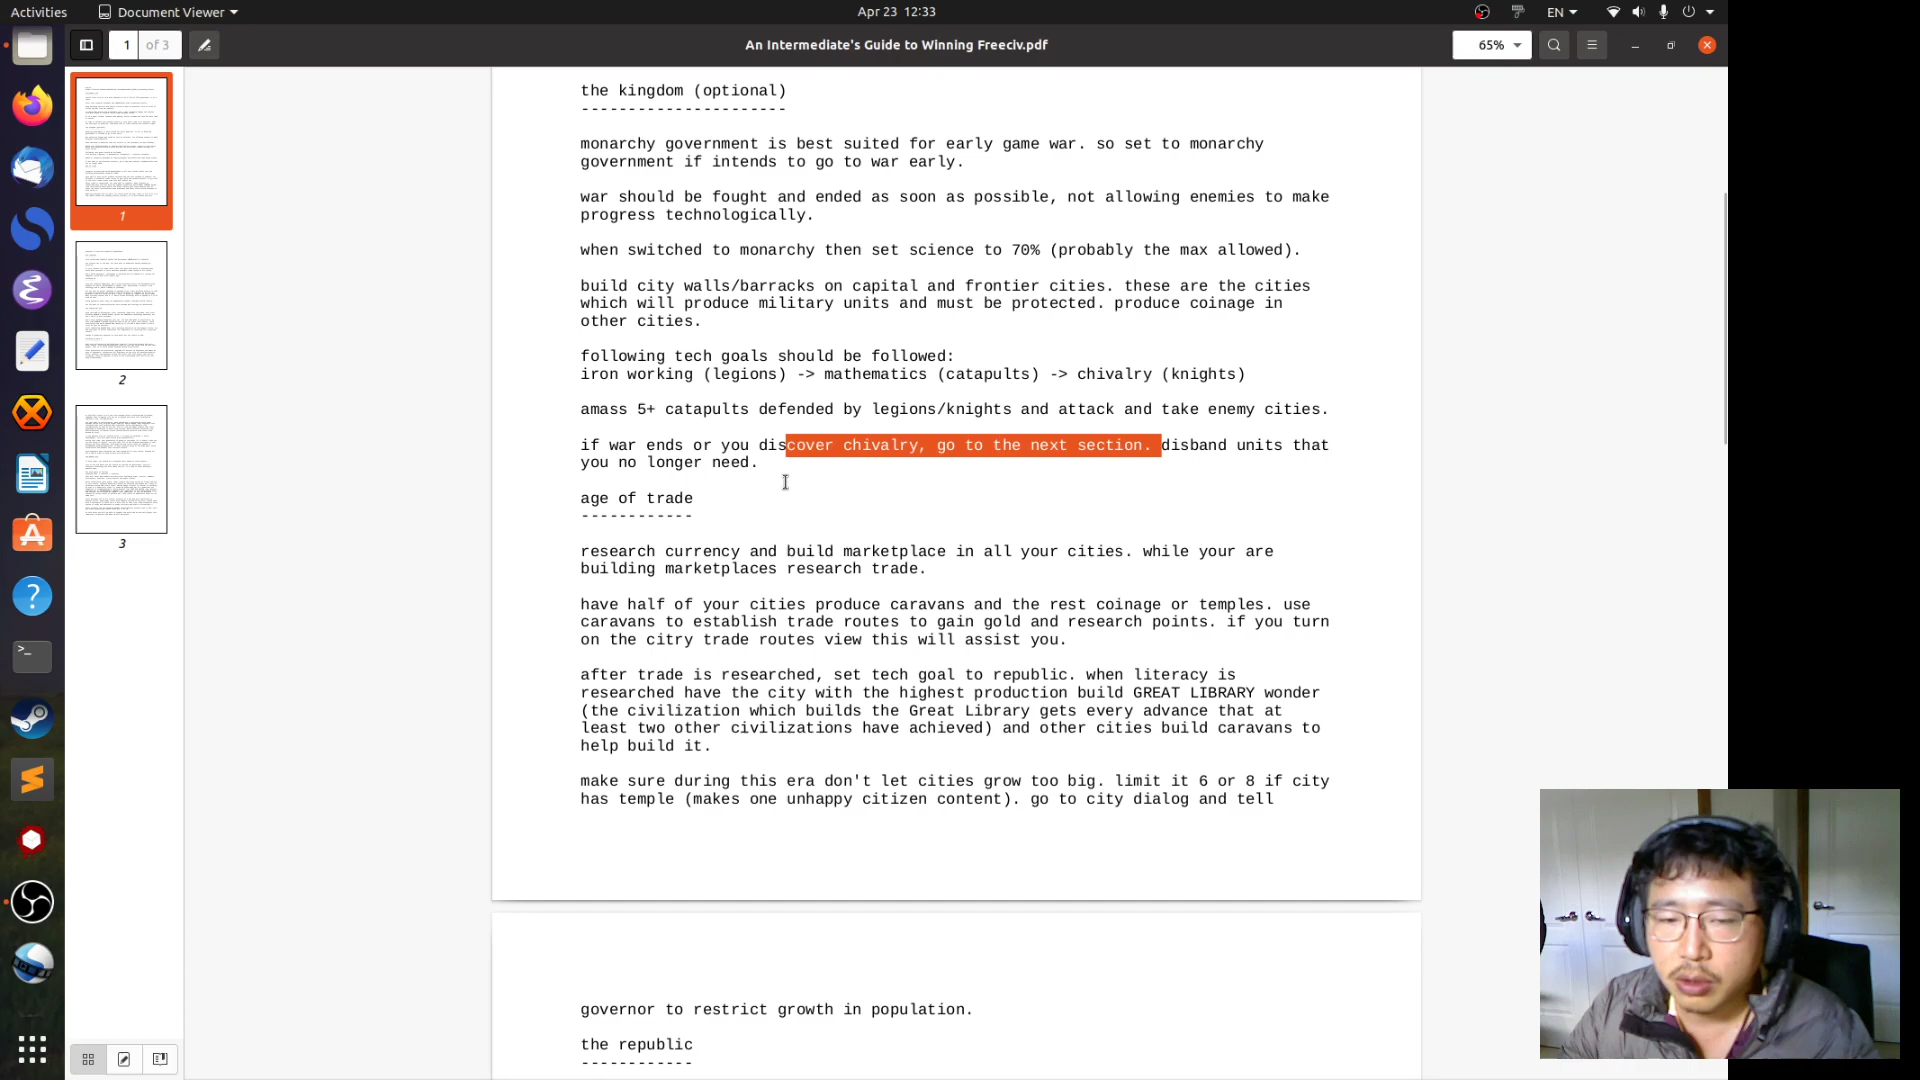 Activities
Document Viewer
Apr 23 12:33
EN
1
of 3
An Intermediate's Guide to Winning Freeciv.pdf
65%
1
2
3
the kingdom (optional)
----------------------
monarchy government is best suited for early game war. so set to monarchy
government if intends to go to war early.
war should be fought and ended as soon as possible, not allowing enemies to make
progress technologically.
when switched to monarchy then set science to 70% (probably the max allowed).
build city walls/barracks on capital and frontier cities. these are the cities
which will produce military units and must be protected. produce coinage in
other cities.
following tech goals should be followed:
iron working (legions) -> mathematics (catapults) -> chivalry (knights)
amass 5+ catapults defended by legions/knights and attack and take enemy cities.
if war ends or you discover chivalry, go to the next section. disband units that
you no longer need.
age of trade
------------
research currency and build marketplace in all your cities. while your are
building marketplaces research trade.
have half of your cities produce caravans and the rest coinage or temples. use
caravans to establish trade routes to gain gold and research points. if you turn
on the citry trade routes view this will assist you.
after trade is researched, set tech goal to republic. when literacy is
researched have the city with the highest production build GREAT LIBRARY wonder
(the civilization which builds the Great Library gets every advance that at
least two other civilizations have achieved) and other cities build caravans to
help build it.
make sure during this era don't let cities grow too big. limit it 6 or 8 if city
has temple (makes one unhappy citizen content). go to city dialog and tell
governor to restrict growth in population.
the republic
------------